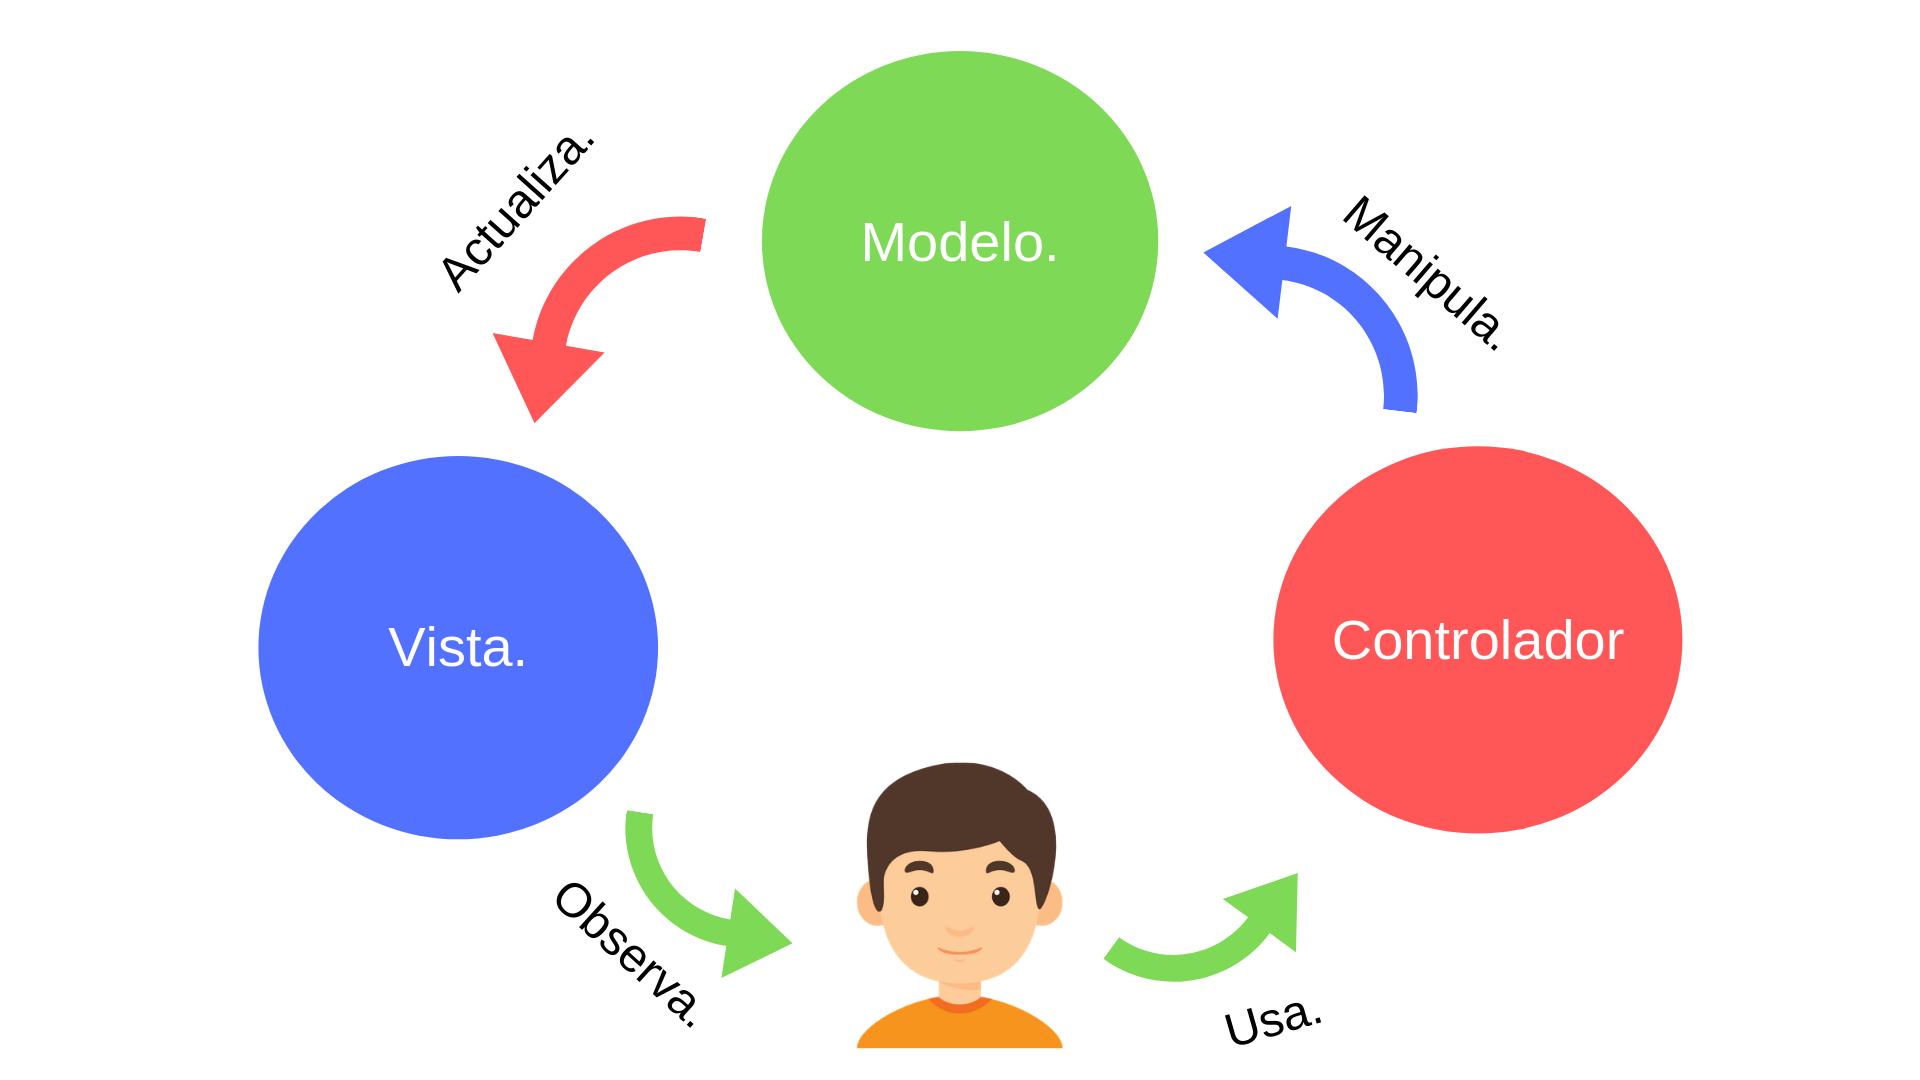 Modelo.
Actualiza.
Manipula.
Vista.
Controlador
Observa.
Usa.